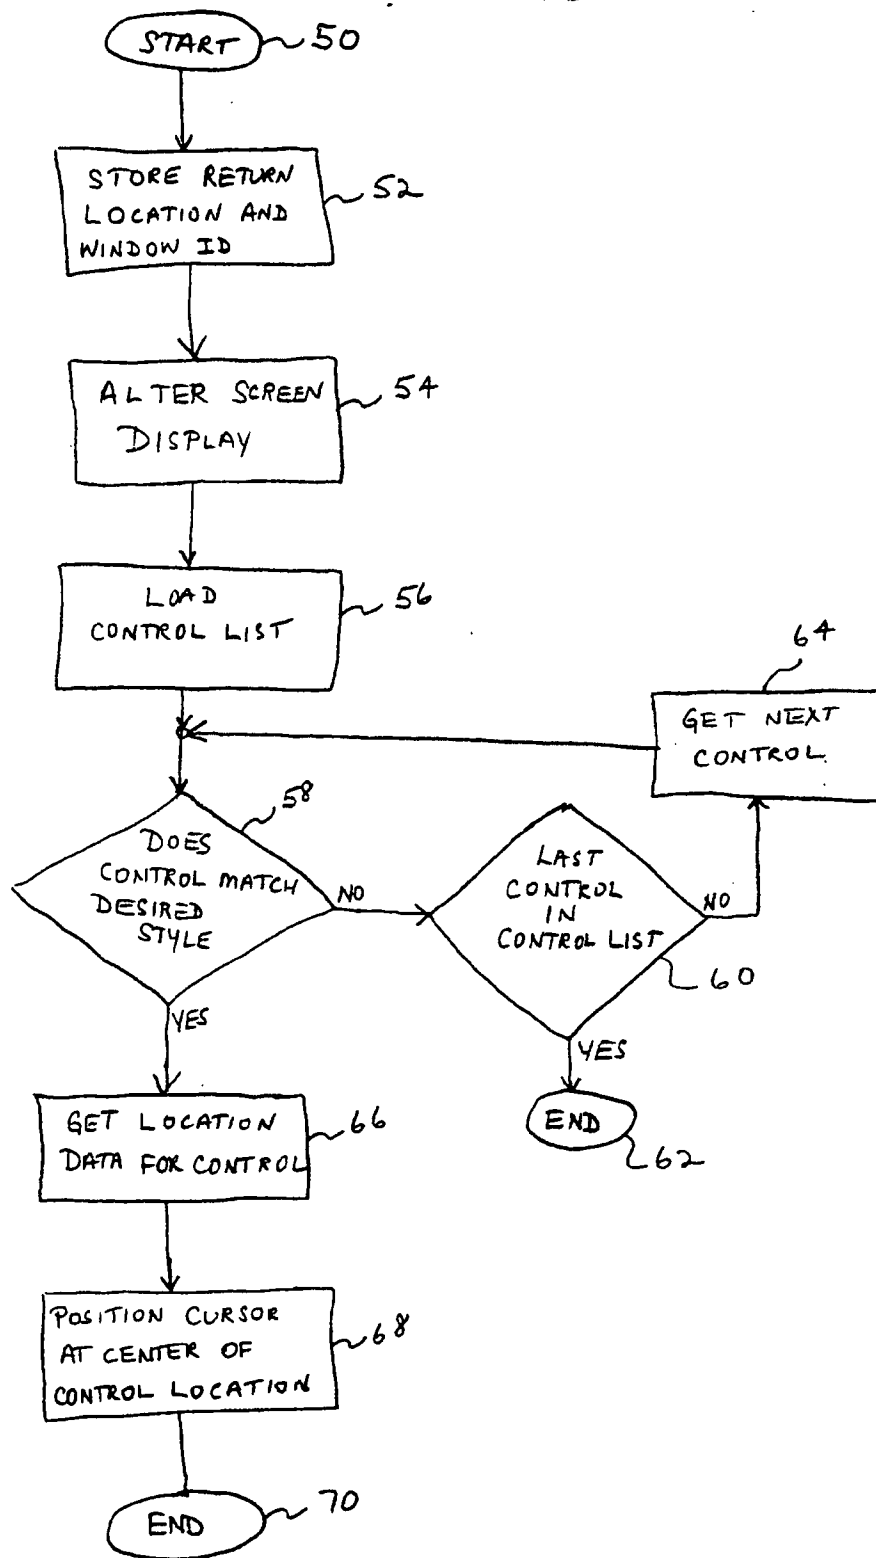 START
50
STORE RETURN
LOCATION AND
WINDOW ID
52
ALTER SCREEN
DISPLAY
54
LOAD
CONTROL LIST
56
64
GET NEXT
CONTROL.
58
DOES
CONTROL MATCH
DESIRED
STYLE
NO
LAST
CONTROL
IN
CONTROL LIST
NO
60
YES
YES
GET LOCATION
DATA FOR CONTROL
66
END
62
POSITION CURSOR
AT CENTER OF
CONTROL LOCATION
68
END
70